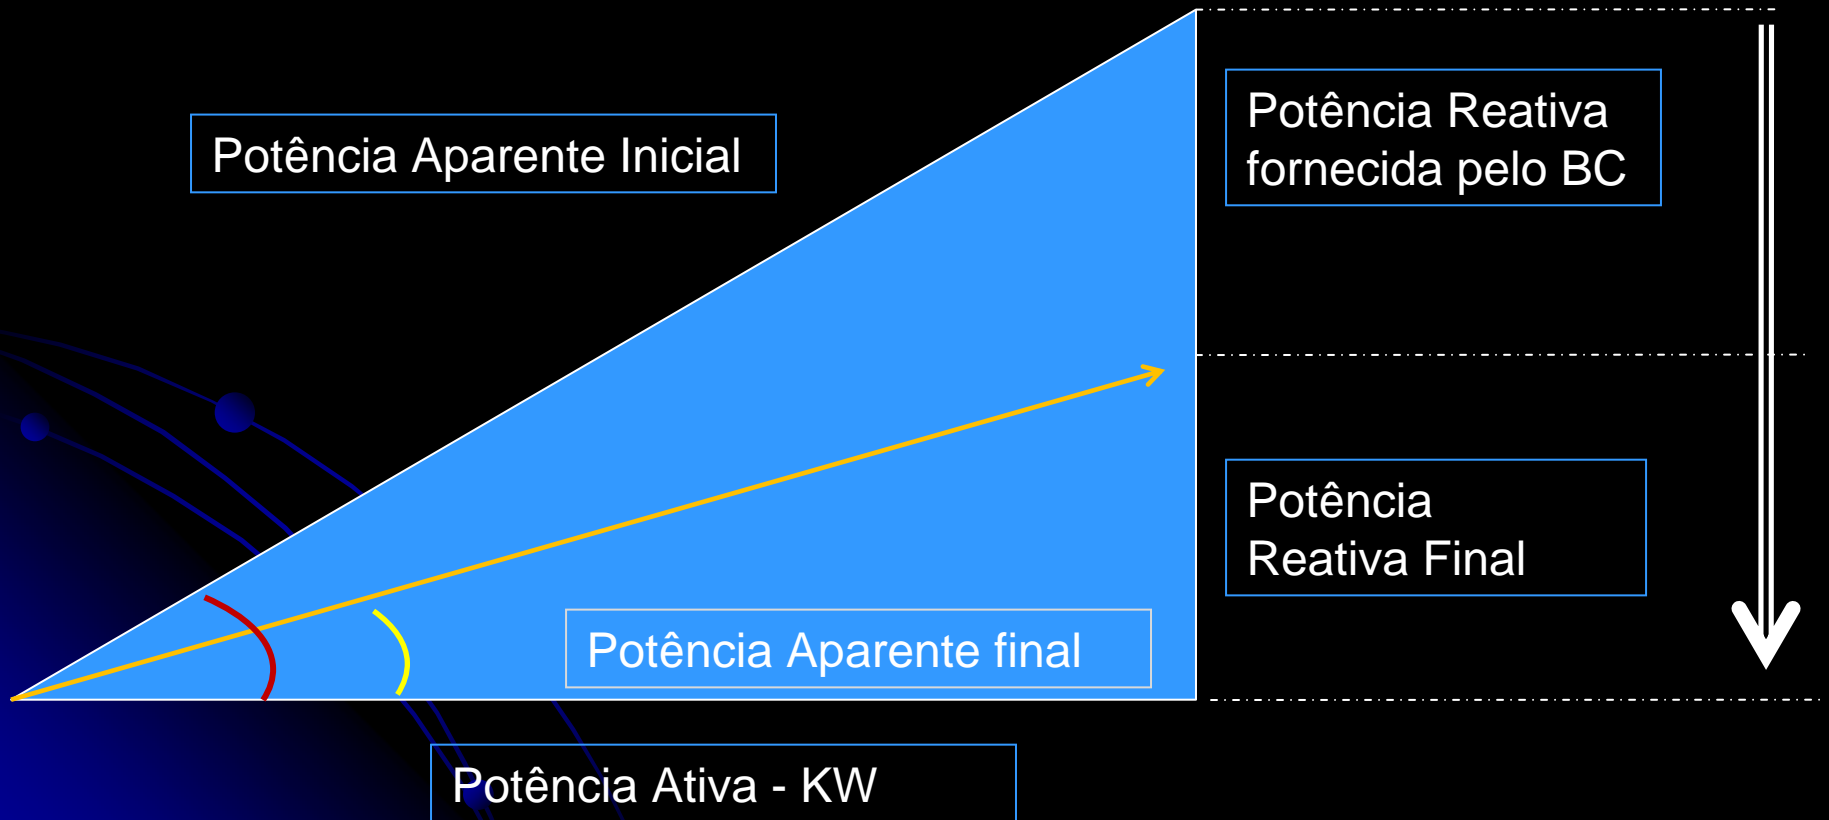 Potência Aparente Inicial
Potência Reativa
fornecida pelo BC
Potência
Reativa Final
Potência Aparente final
Potência Ativa - KW